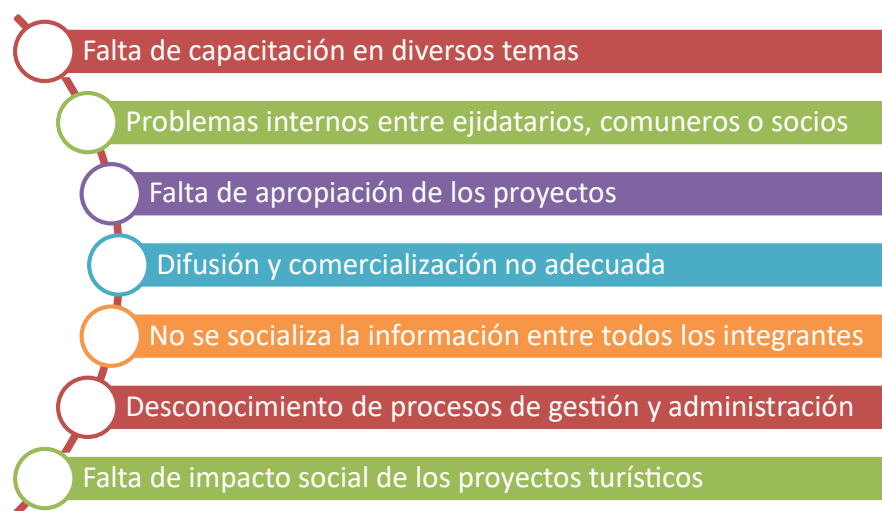 Falta de capacitación en diversos temas
Problemas internos entre ejidatarios, comuneros o socios
Falta de apropiación de los proyectos
Difusión y comercialización no adecuada
No se socializa la información entre todos los integrantes
Desconocimiento de procesos de gestión y administración
Falta de impacto social de los proyectos turísticos